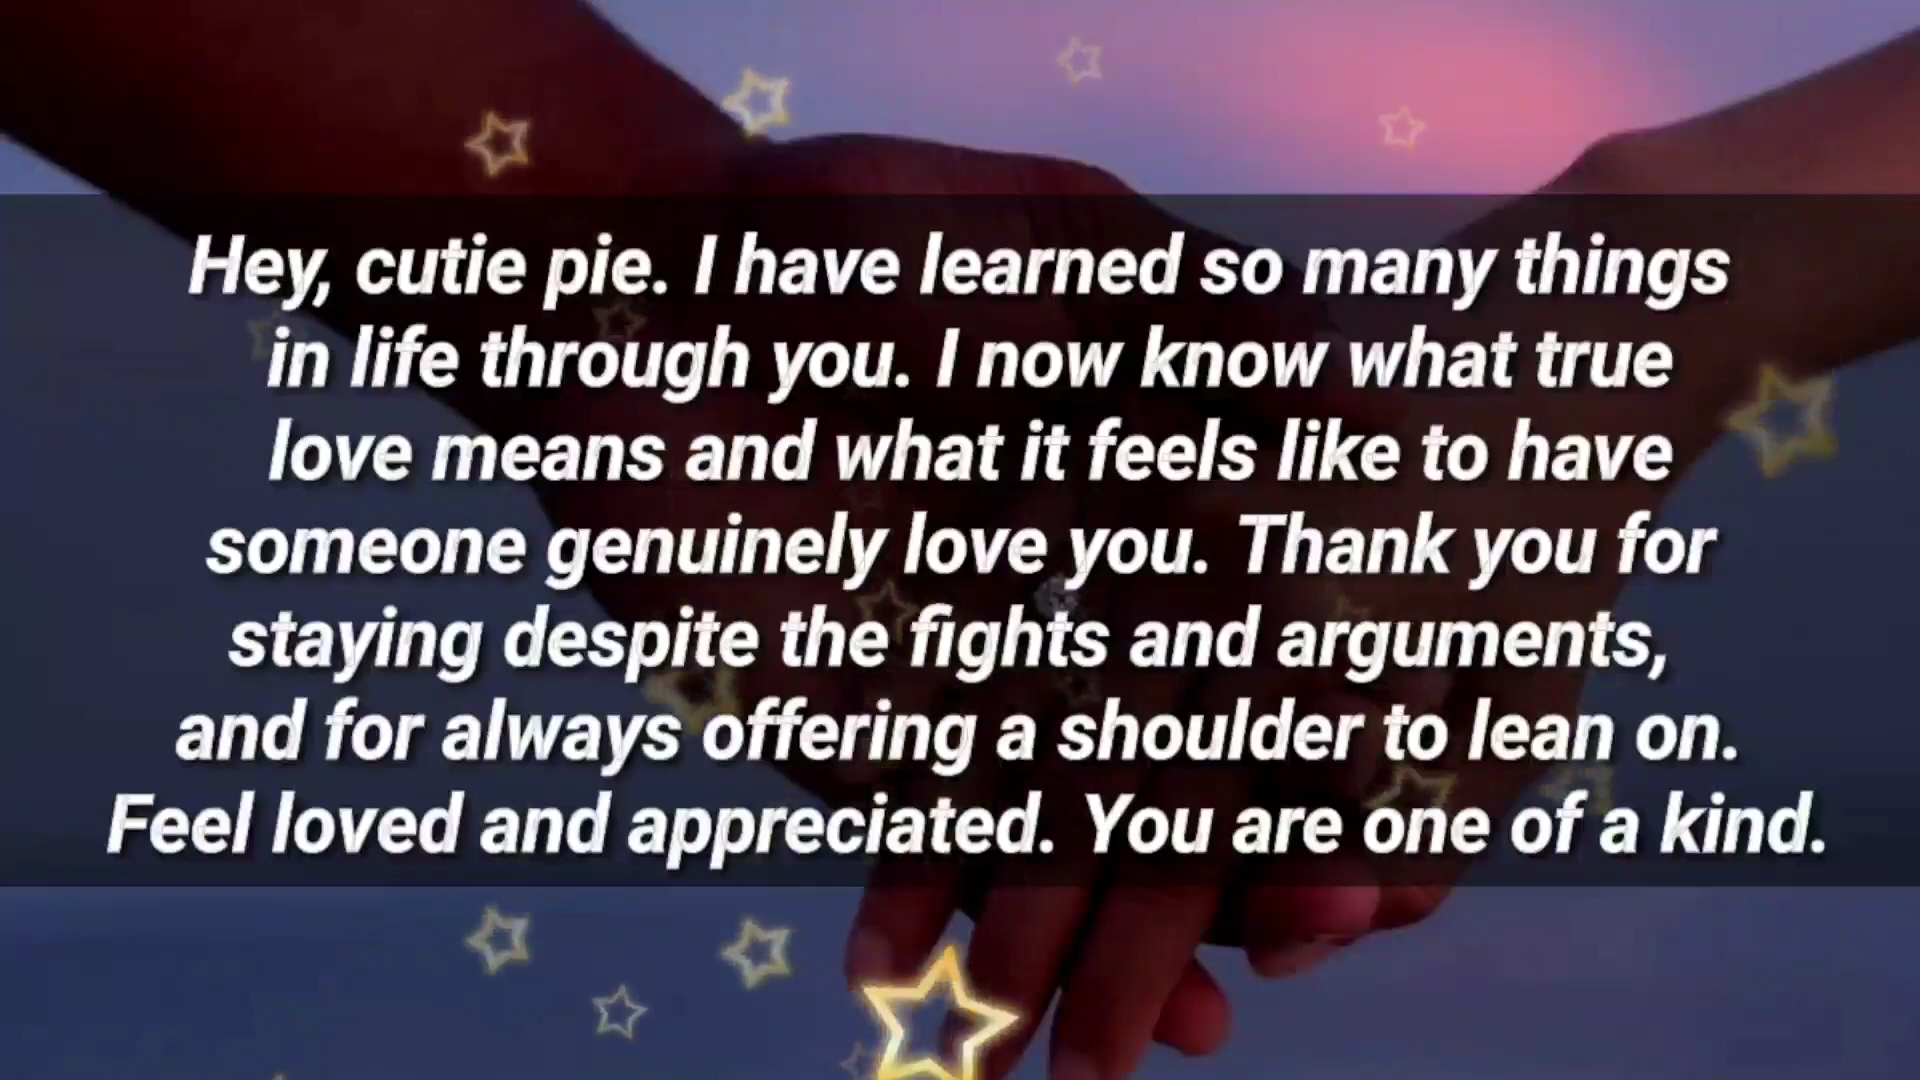 Hey, cutie pie. I have learned so many things
in life through you. I now know what true
love means and what it feels like to have
someone genuinely love you. Thank you for
staying despite the fights and arguments,
and for always offering a shoulder to lean on.
Feel loved and appreciated. You are one of a kind.